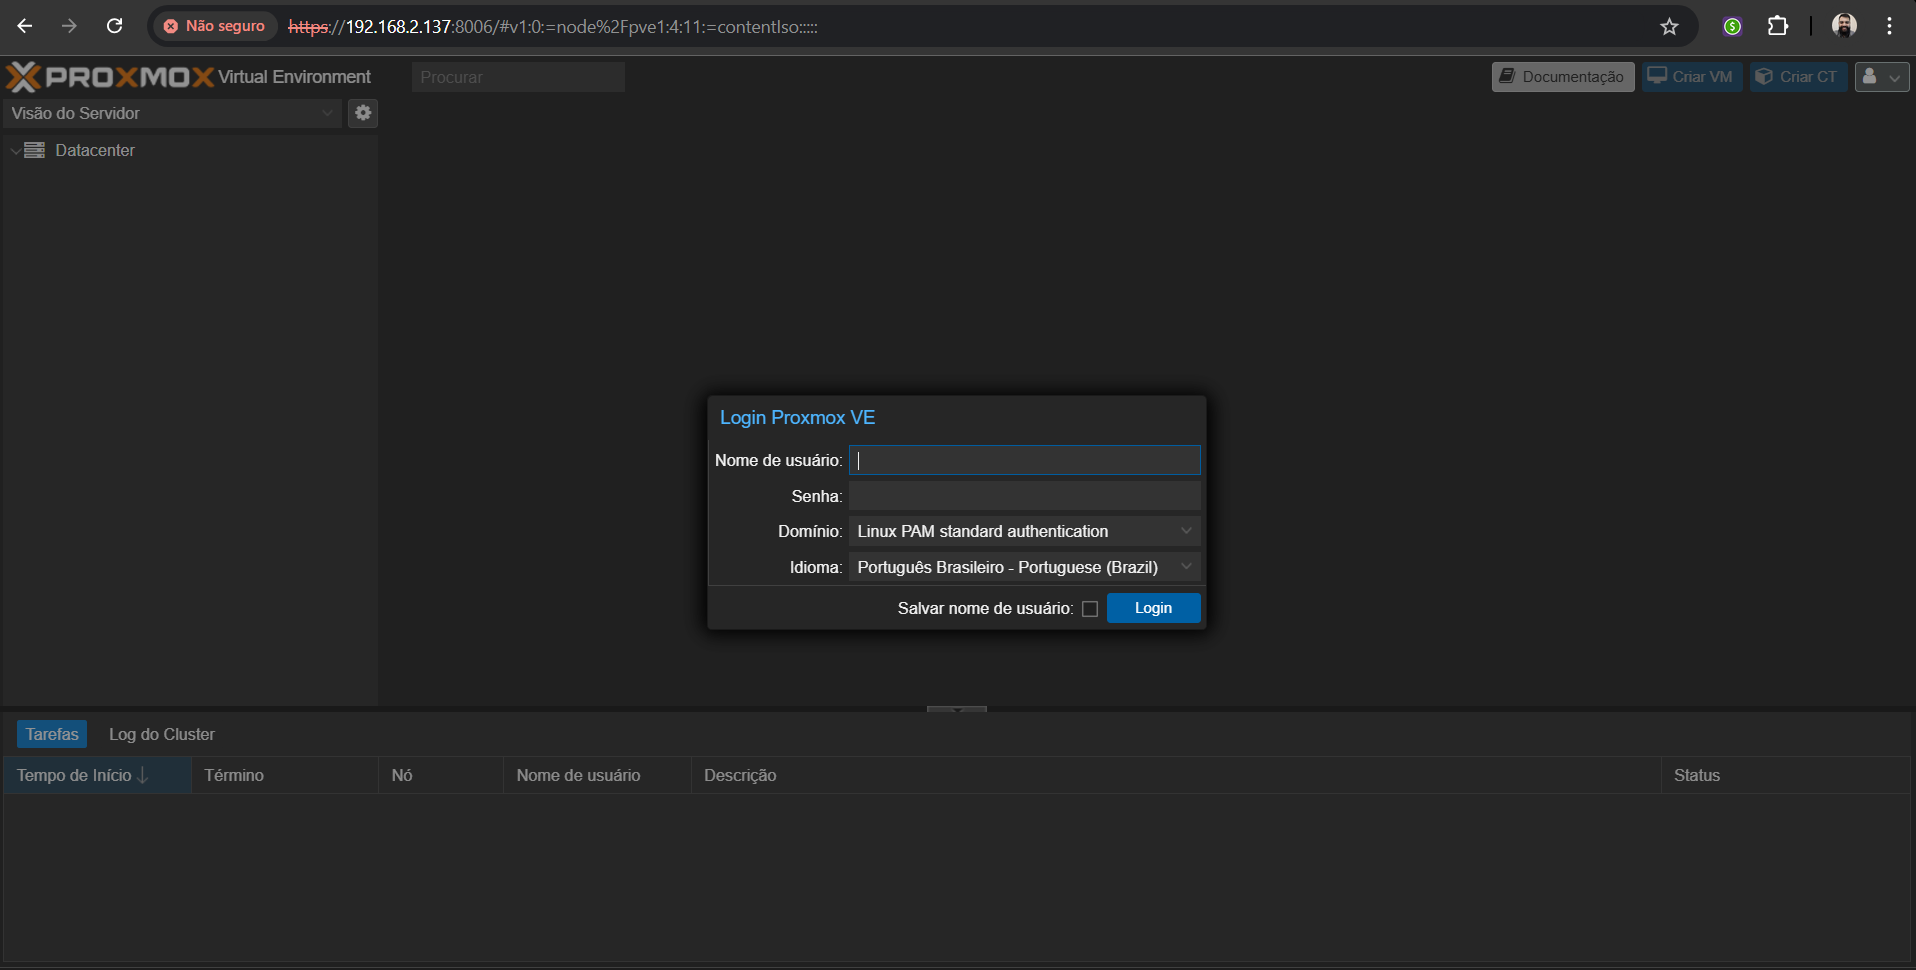 Não seguro https://192.168.2.137:8006/#v1:0:=node%2Fpve1:4:11:=contentIso:::::
PROXMOX Virtual Environment Procurar Documentação Criar VM Criar CT
Visão do Servidor
Datacenter
Login Proxmox VE
Nome de usuário:
Senha:
Domínio: Linux PAM standard authentication
Idioma: Português Brasileiro - Portuguese (Brazil)
Salvar nome de usuário: Login
Tarefas Log do Cluster
Tempo de Início Término Nó Nome de usuário Descrição Status